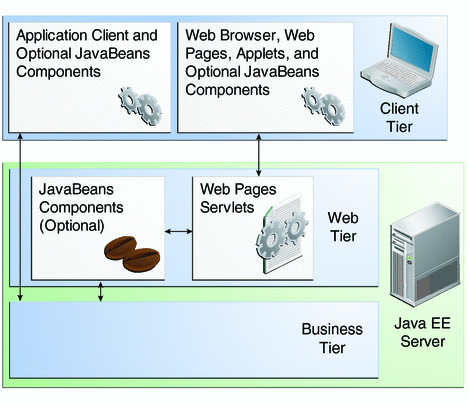 Application Client and
Optional JavaBeans
Components
Web Browser, Web
Pages, Applets, and
Optional JavaBeans
Components
Client
Tier
JavaBeans
Components
(Optional)
Web Pages
Servlets
Web
Tier
Java EE
Server
Business
Tier